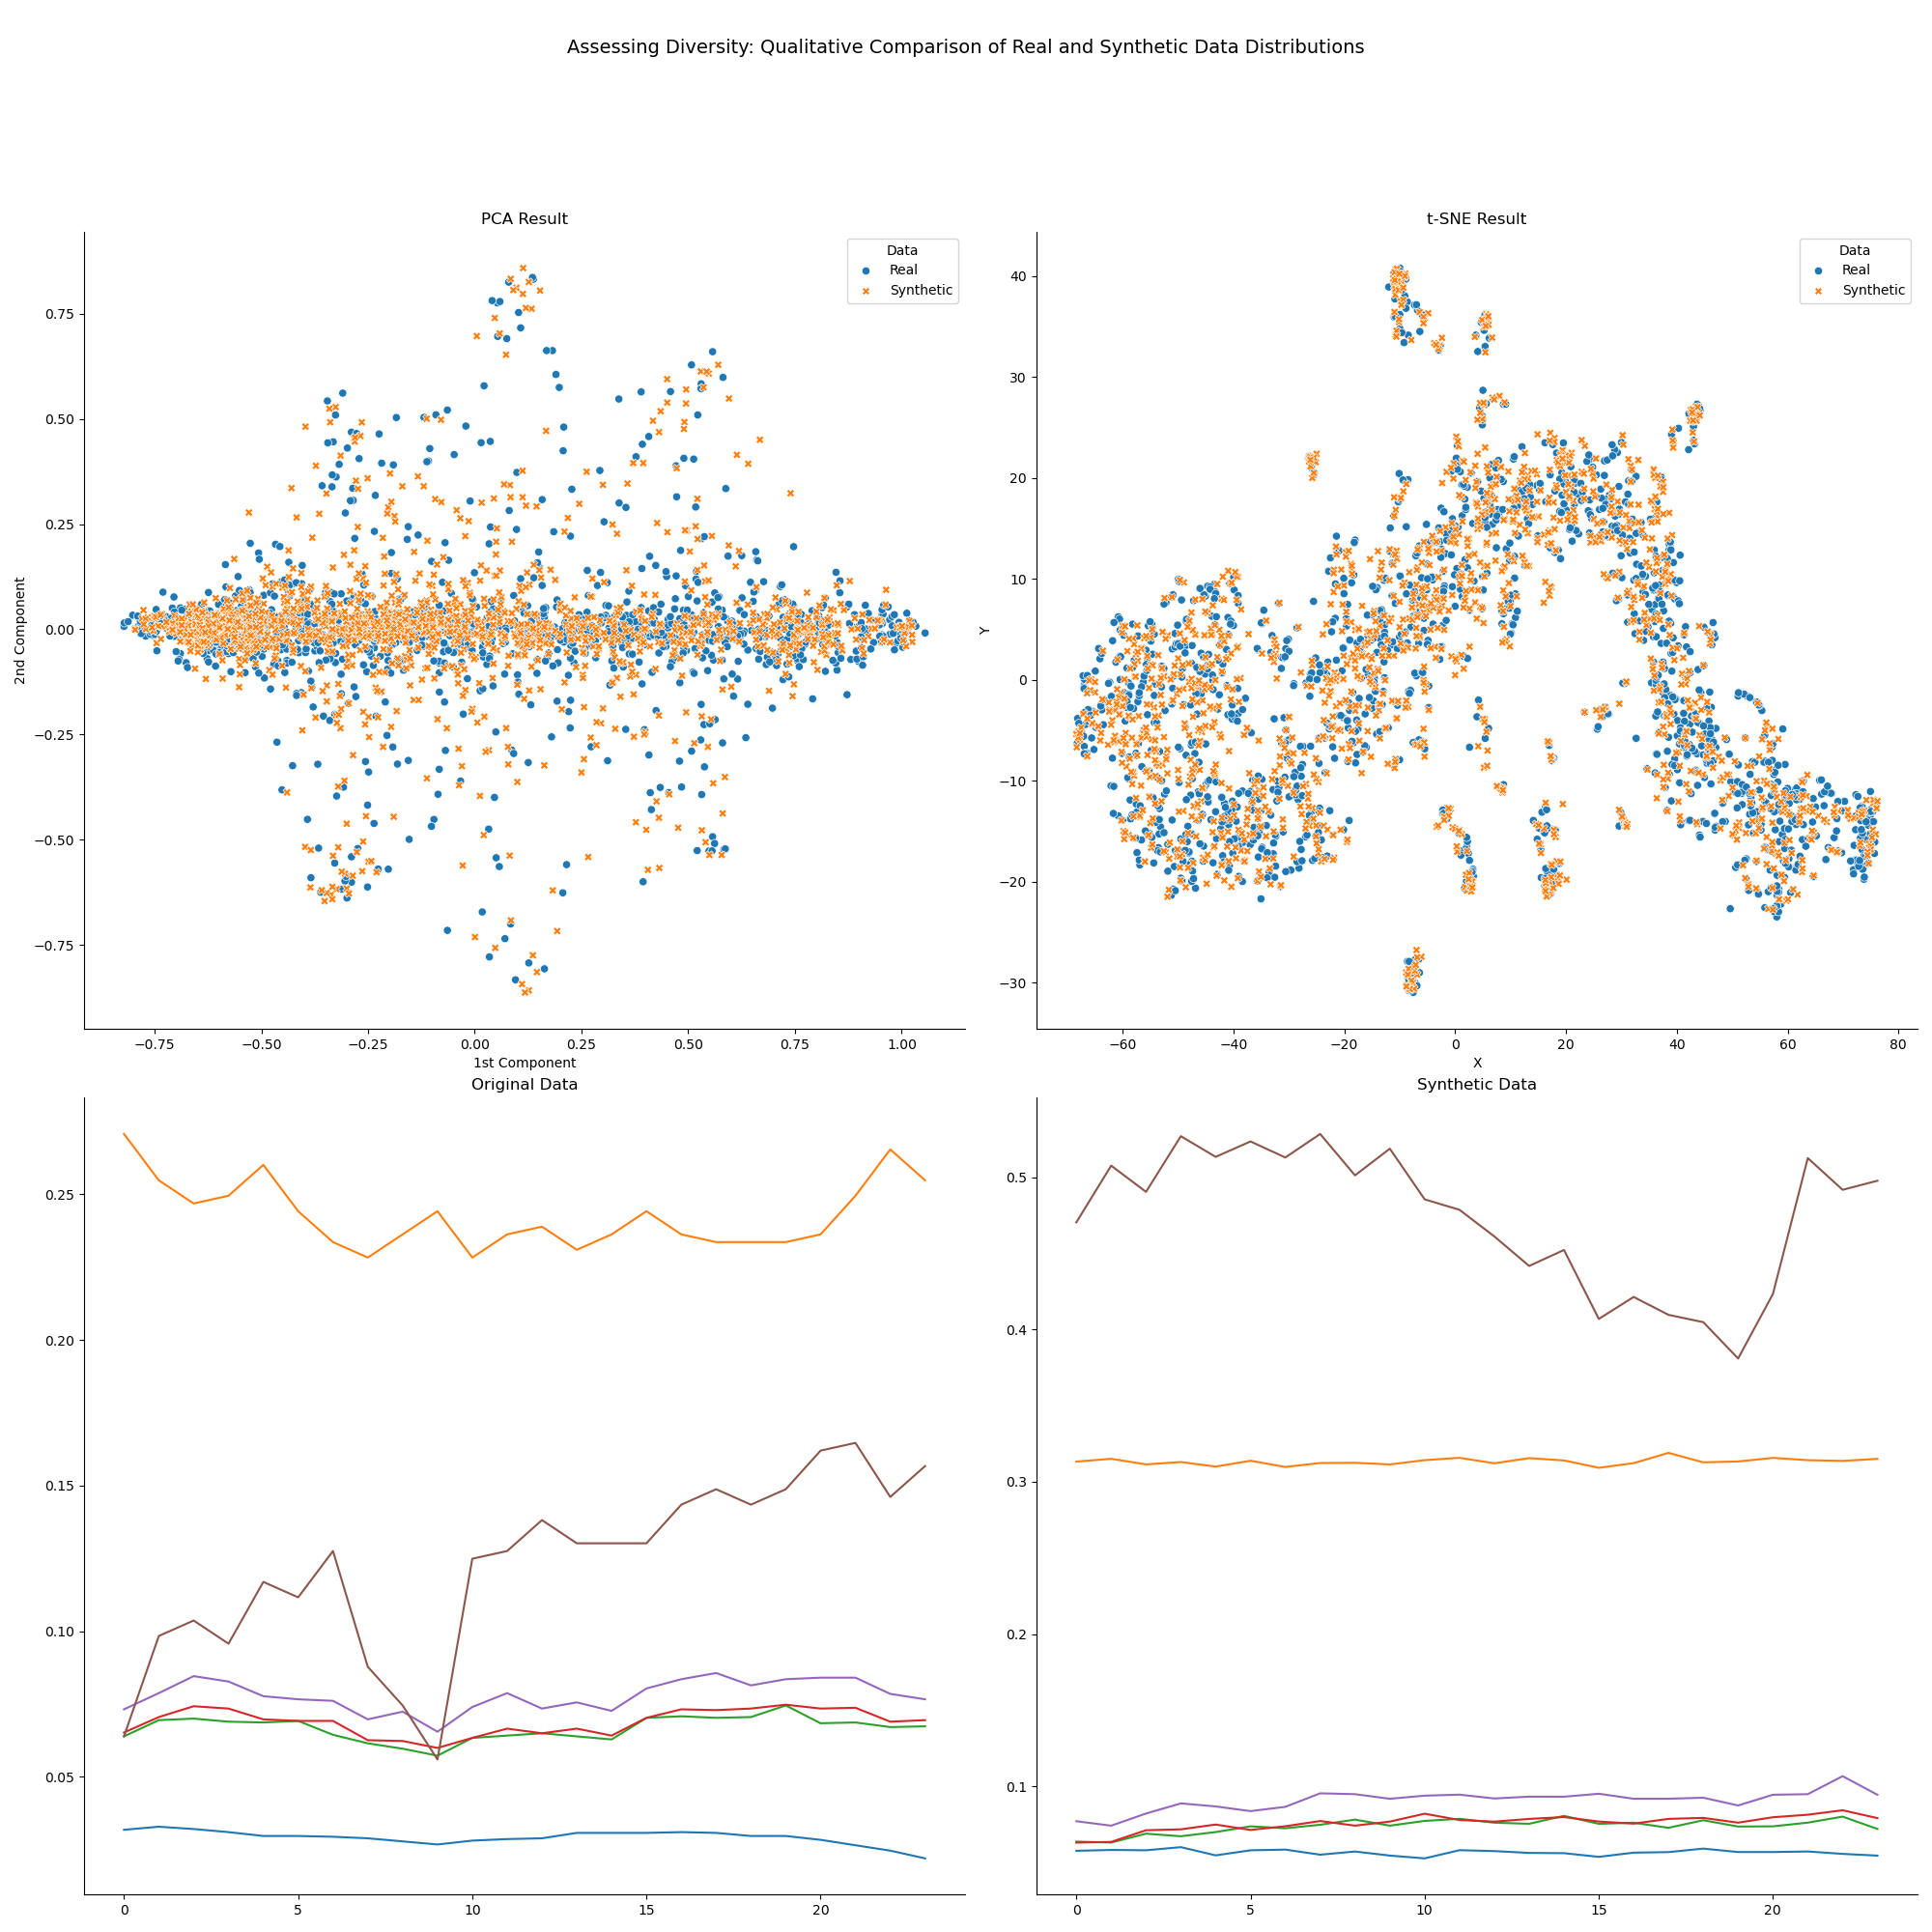 Assessing Diversity: Qualitative Comparison of Real and Synthetic Data Distributions
PCA Result
Data
Real
Synthetic
0.75
0.50
0.25
0.00
−0.25
−0.50
−0.75
2nd Component
−0.75 −0.50 −0.25 0.00 0.25 0.50 0.75 1.00
1st Component
t-SNE Result
Data
Real
Synthetic
40
30
20
10
0
−10
−20
−30
Y
−60 −40 −20 0 20 40 60 80
X
Original Data
0.25
0.20
0.15
0.10
0.05
0 5 10 15 20
Synthetic Data
0.5
0.4
0.3
0.2
0.1
0 5 10 15 20